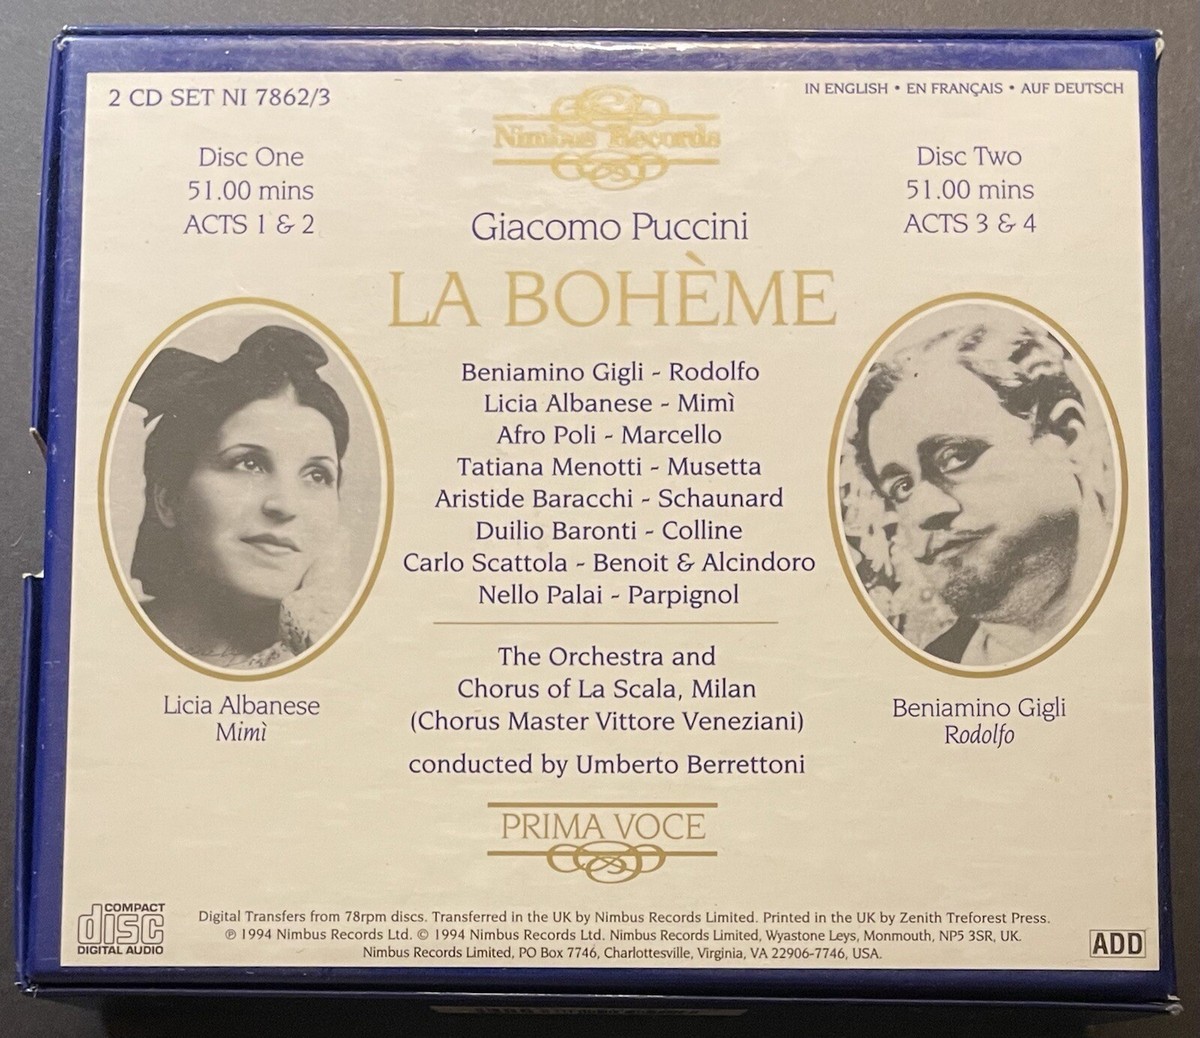 2 CD SET NI 7862/3
IN ENGLISH • EN FRANÇAIS • AUF DEUTSCH
Nimbus Records
Disc One
51.00 mins
ACTS 1 & 2
Disc Two
51.00 mins
ACTS 3 & 4
Giacomo Puccini
LA BOHÈME
Beniamino Gigli - Rodolfo
Licia Albanese - Mimì
Afro Poli - Marcello
Tatiana Menotti - Musetta
Aristide Baracchi - Schaunard
Duilio Baronti - Colline
Carlo Scattola - Benoit & Alcindoro
Nello Palai - Parpignol
The Orchestra and
Chorus of La Scala, Milan
(Chorus Master Vittore Veneziani)
conducted by Umberto Berrettoni
Licia Albanese
Mimì
Beniamino Gigli
Rodolfo
PRIMA VOCE
COMPACT
disc
DIGITAL AUDIO
Digital Transfers from 78rpm discs. Transferred in the UK by Nimbus Records Limited. Printed in the UK by Zenith Treforest Press.
℗ 1994 Nimbus Records Ltd. © 1994 Nimbus Records Ltd. Nimbus Records Limited, Wyastone Leys, Monmouth, NP5 3SR, UK.
Nimbus Records Limited, PO Box 7746, Charlottesville, Virginia, VA 22906-7746, USA.
ADD